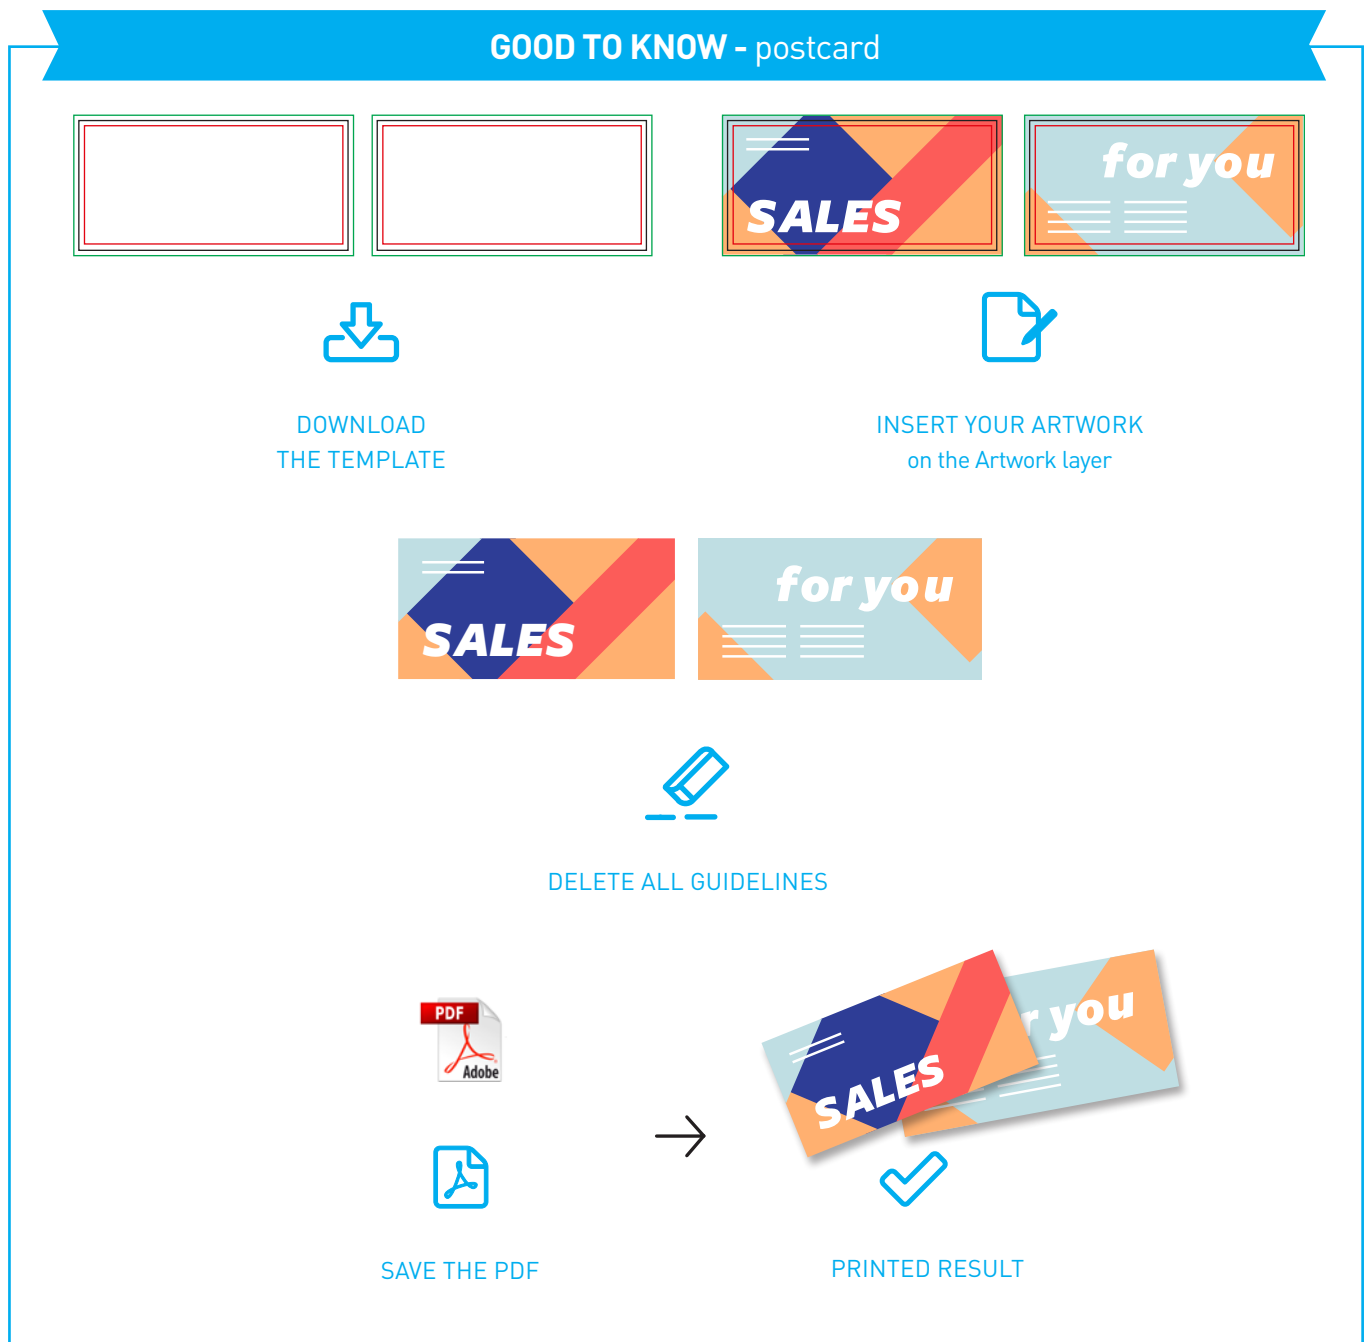 GOOD TO KNOW - postcard
SALES
for you
DOWNLOAD
THE TEMPLATE
INSERT YOUR ARTWORK
on the Artwork layer
SALES
for you
DELETE ALL GUIDELINES
PDF
Adobe
SALES
r you
SAVE THE PDF
PRINTED RESULT